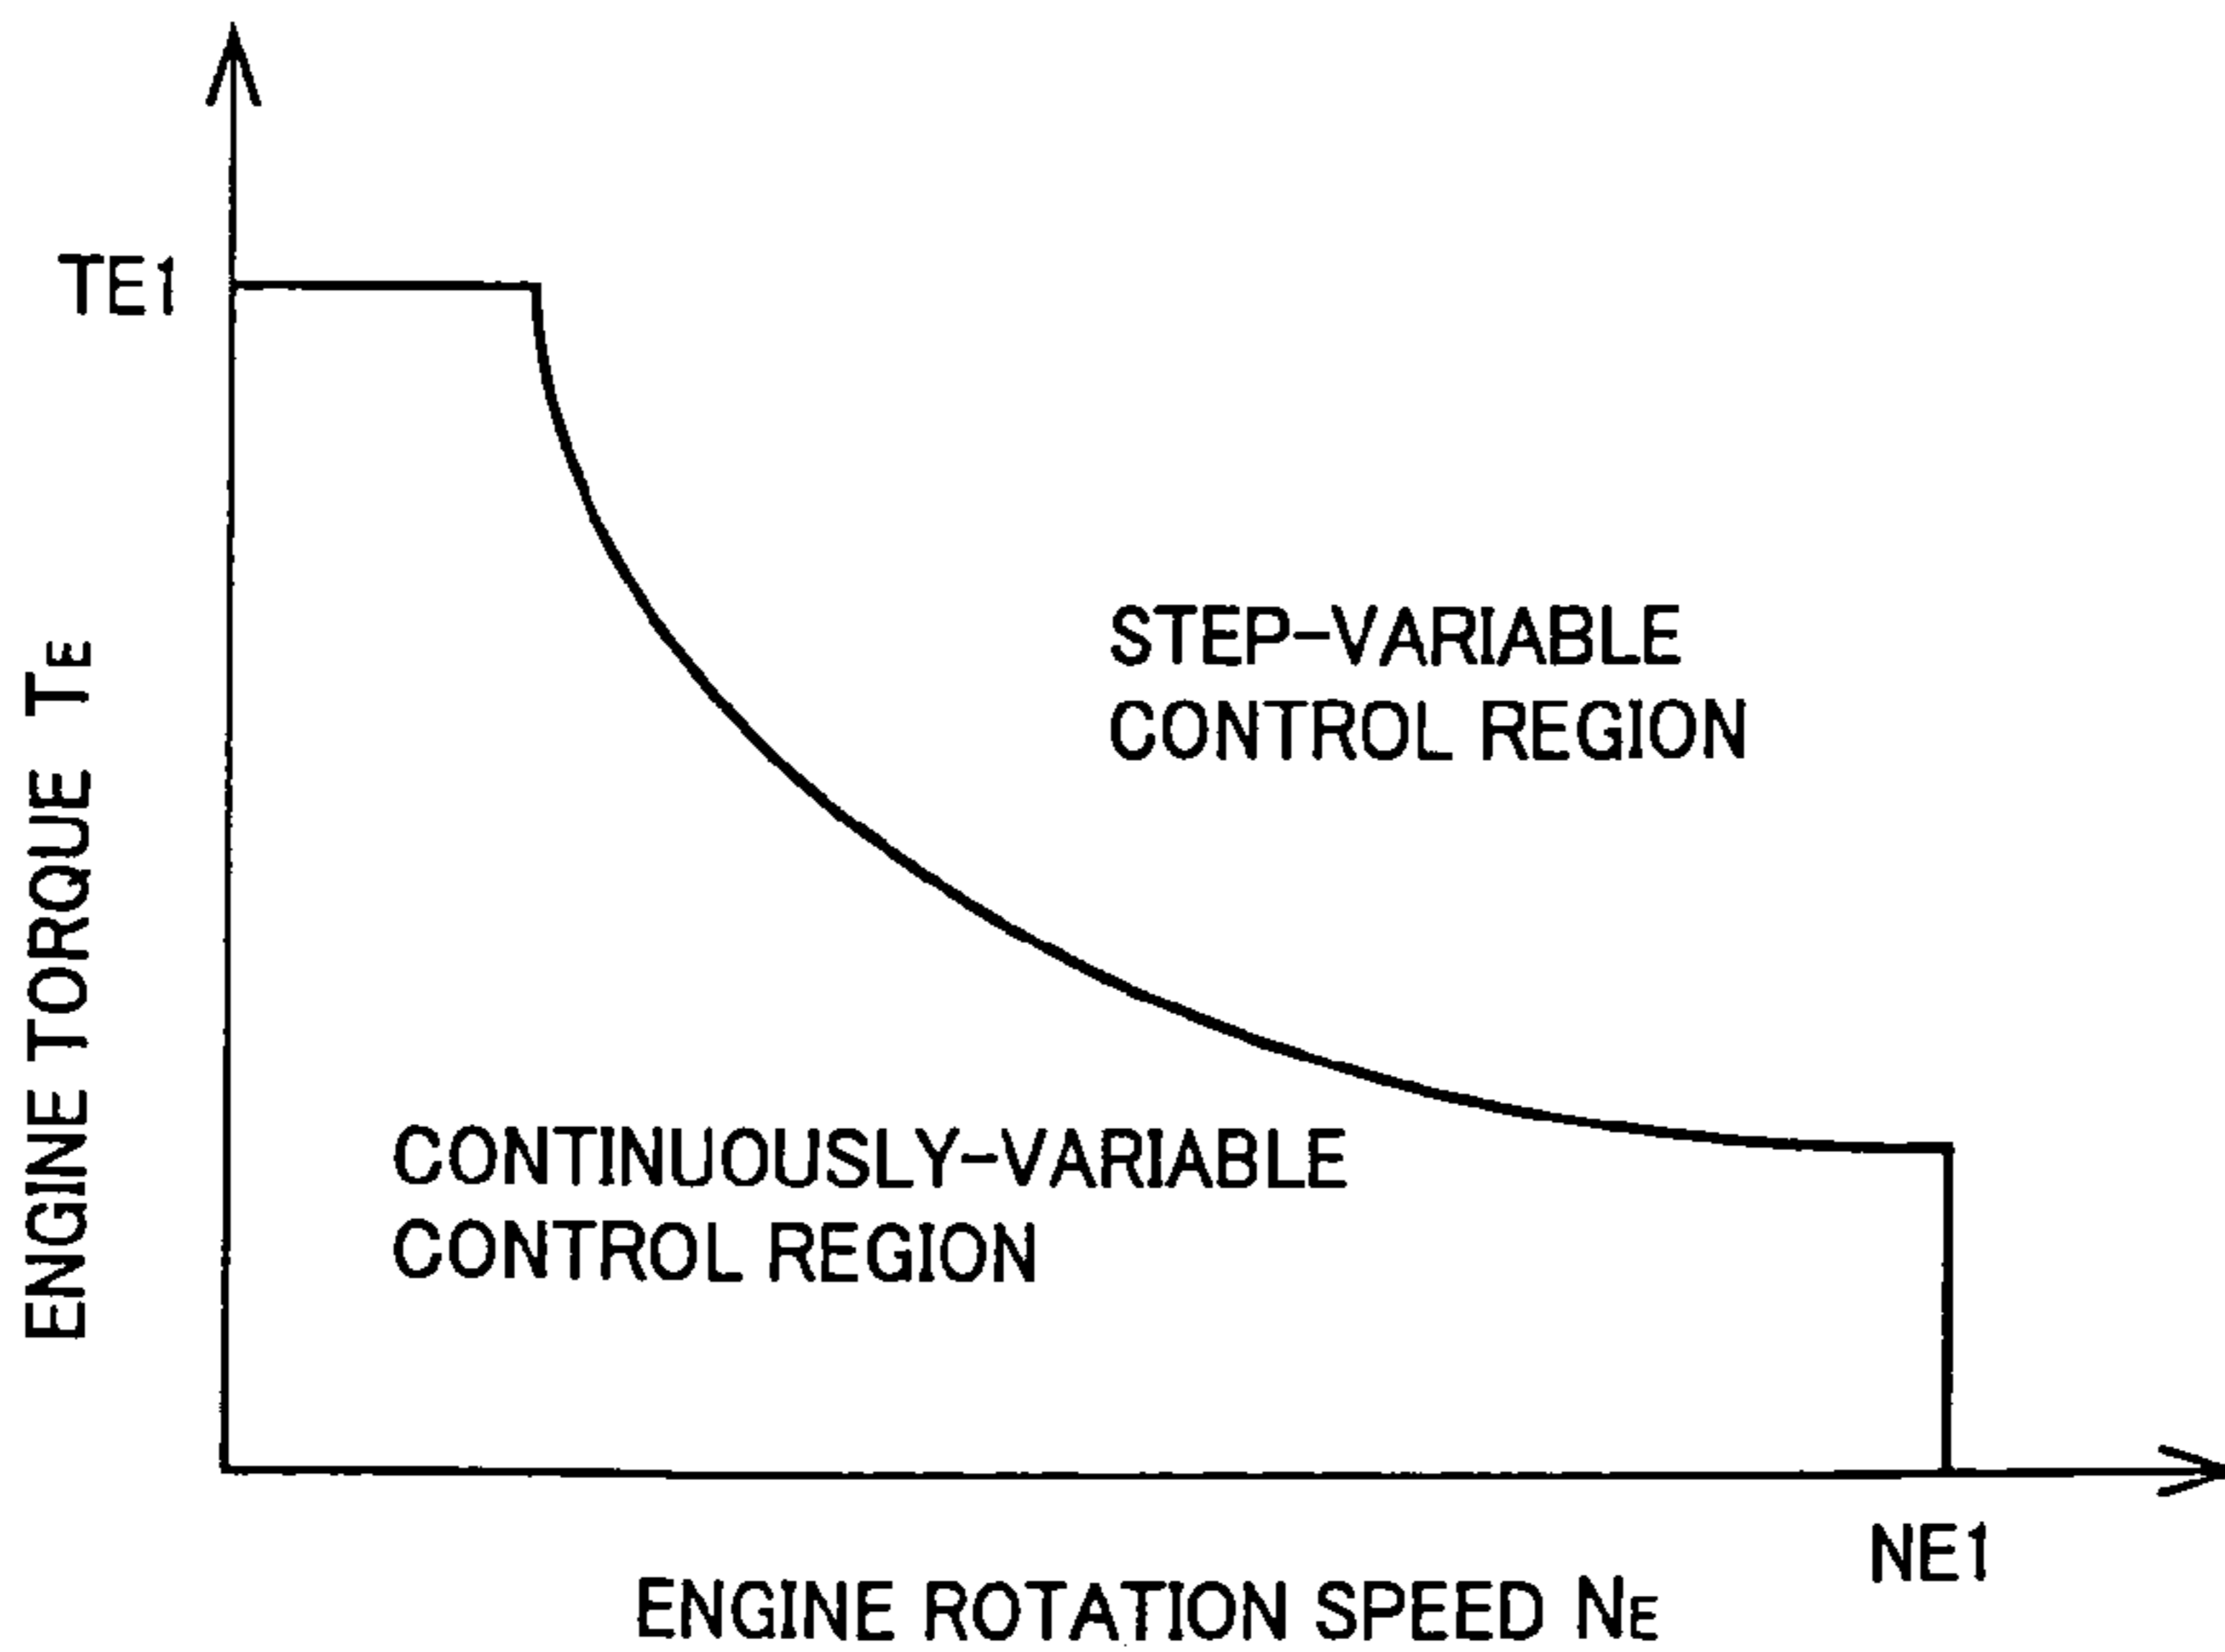 TE1
ENGINE TORQUE TE
STEP-VARIABLE
CONTROL REGION
CONTINUOUSLY-VARIABLE
CONTROL REGION
NE1
ENGINE ROTATION SPEED NE